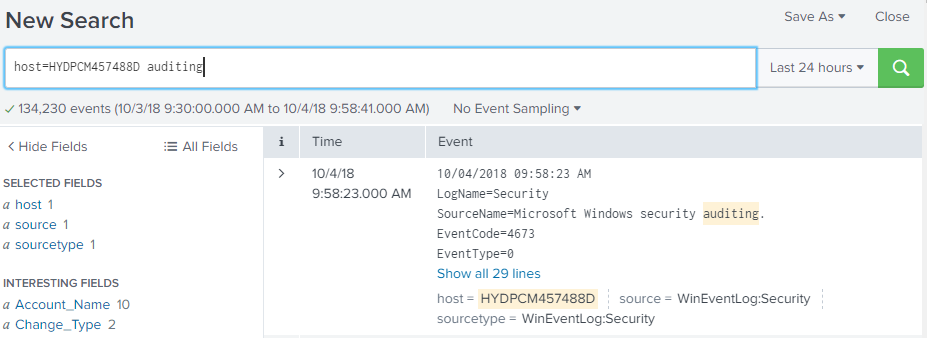 New Search
Save As Close
host=HYDPCM457488D auditing
Last 24 hours
134,230 events (10/3/18 9:30:00.000 AM to 10/4/18 9:58:41.000 AM) No Event Sampling
Hide Fields All Fields
i Time Event
SELECTED FIELDS
a host 1
a source 1
a sourcetype 1
INTERESTING FIELDS
a Account_Name 10
a Change_Type 2
10/4/18
9:58:23.000 AM
10/04/2018 09:58:23 AM
LogName=Security
SourceName=Microsoft Windows security auditing.
EventCode=4673
EventType=0
Show all 29 lines
host = HYDPCM457488D source = WinEventLog:Security
sourcetype = WinEventLog:Security